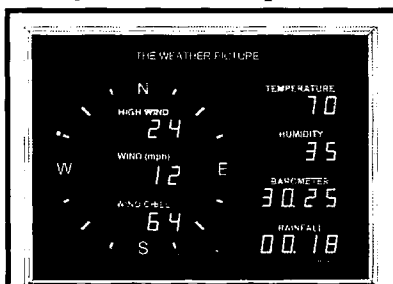 THE WEATHER PICTURE
N
HIGH WIND
24
WIND (mph)
12
W
E
WIND CHILL
64
S
TEMPERATURE
70
HUMIDITY
35
BAROMETER
30.25
RAINFALL
00.18